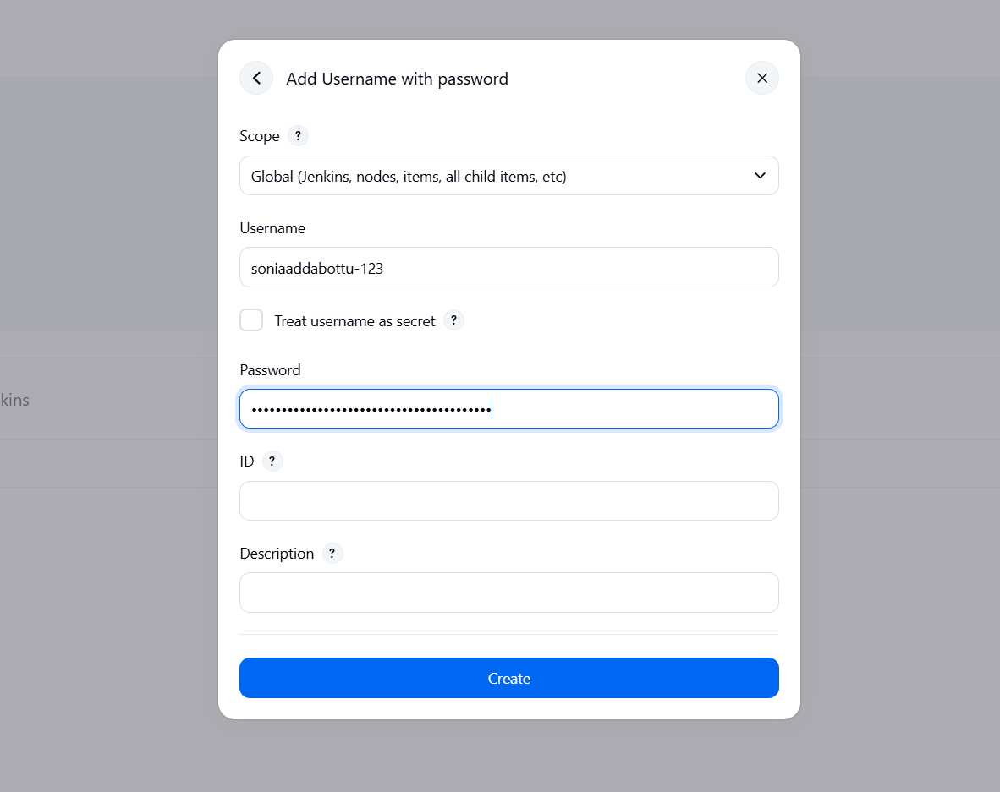 Add Username with password
Scope ?
Global (Jenkins, nodes, items, all child items, etc)
Username
soniaaddabottu-123
Treat username as secret ?
Password
••••••••••••••••••••••••••••••••••••••••
kins
ID ?
Description ?
Create